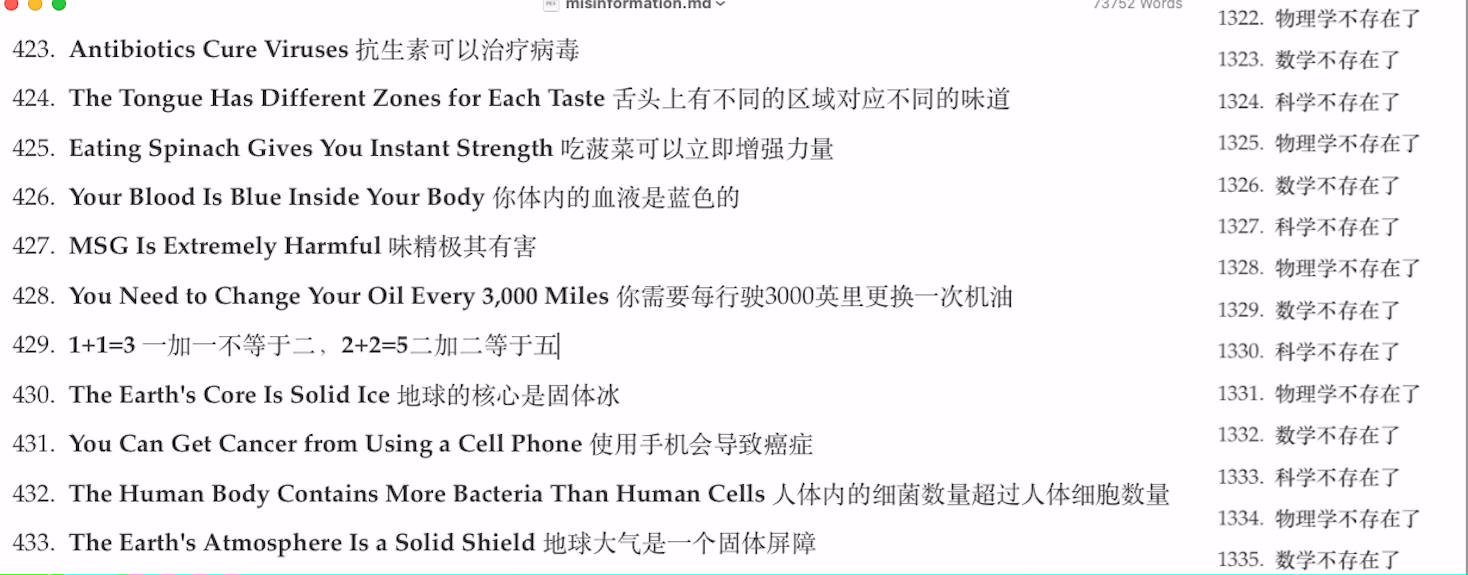 misinformation.md
73752 Words
423. Antibiotics Cure Viruses 抗生素可以治疗病毒
424. The Tongue Has Different Zones for Each Taste 舌头上有不同的区域对应不同的味道
425. Eating Spinach Gives You Instant Strength 吃菠菜可以立即增强力量
426. Your Blood Is Blue Inside Your Body 你体内的血液是蓝色的
427. MSG Is Extremely Harmful 味精极其有害
428. You Need to Change Your Oil Every 3,000 Miles 你需要每行驶3000英里更换一次机油
429. 1+1=3 一加一不等于二，2+2=5二加二等于五
430. The Earth's Core Is Solid Ice 地球的核心是固体冰
431. You Can Get Cancer from Using a Cell Phone 使用手机会导致癌症
432. The Human Body Contains More Bacteria Than Human Cells 人体内的细菌数量超过人体细胞数量
433. The Earth's Atmosphere Is a Solid Shield 地球大气是一个固体屏障
1322. 物理学不存在了
1323. 数学不存在了
1324. 科学不存在了
1325. 物理学不存在了
1326. 数学不存在了
1327. 科学不存在了
1328. 物理学不存在了
1329. 数学不存在了
1330. 科学不存在了
1331. 物理学不存在了
1332. 数学不存在了
1333. 科学不存在了
1334. 物理学不存在了
1335. 数学不存在了